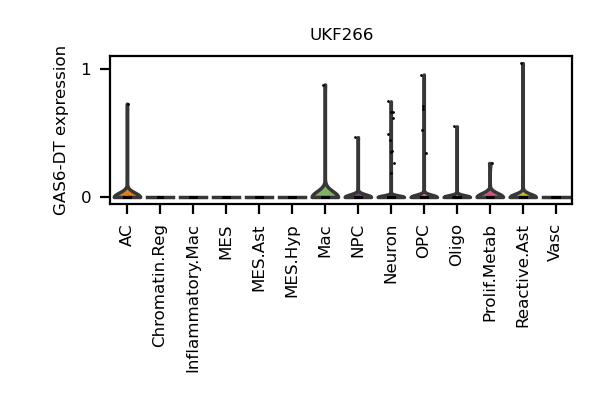 UKF266
GAS6-DT expression
1
0
AC
Chromatin.Reg
Inflammatory.Mac
MES
MES.Ast
MES.Hyp
Mac
NPC
Neuron
OPC
Oligo
Prolif.Metab
Reactive.Ast
Vasc